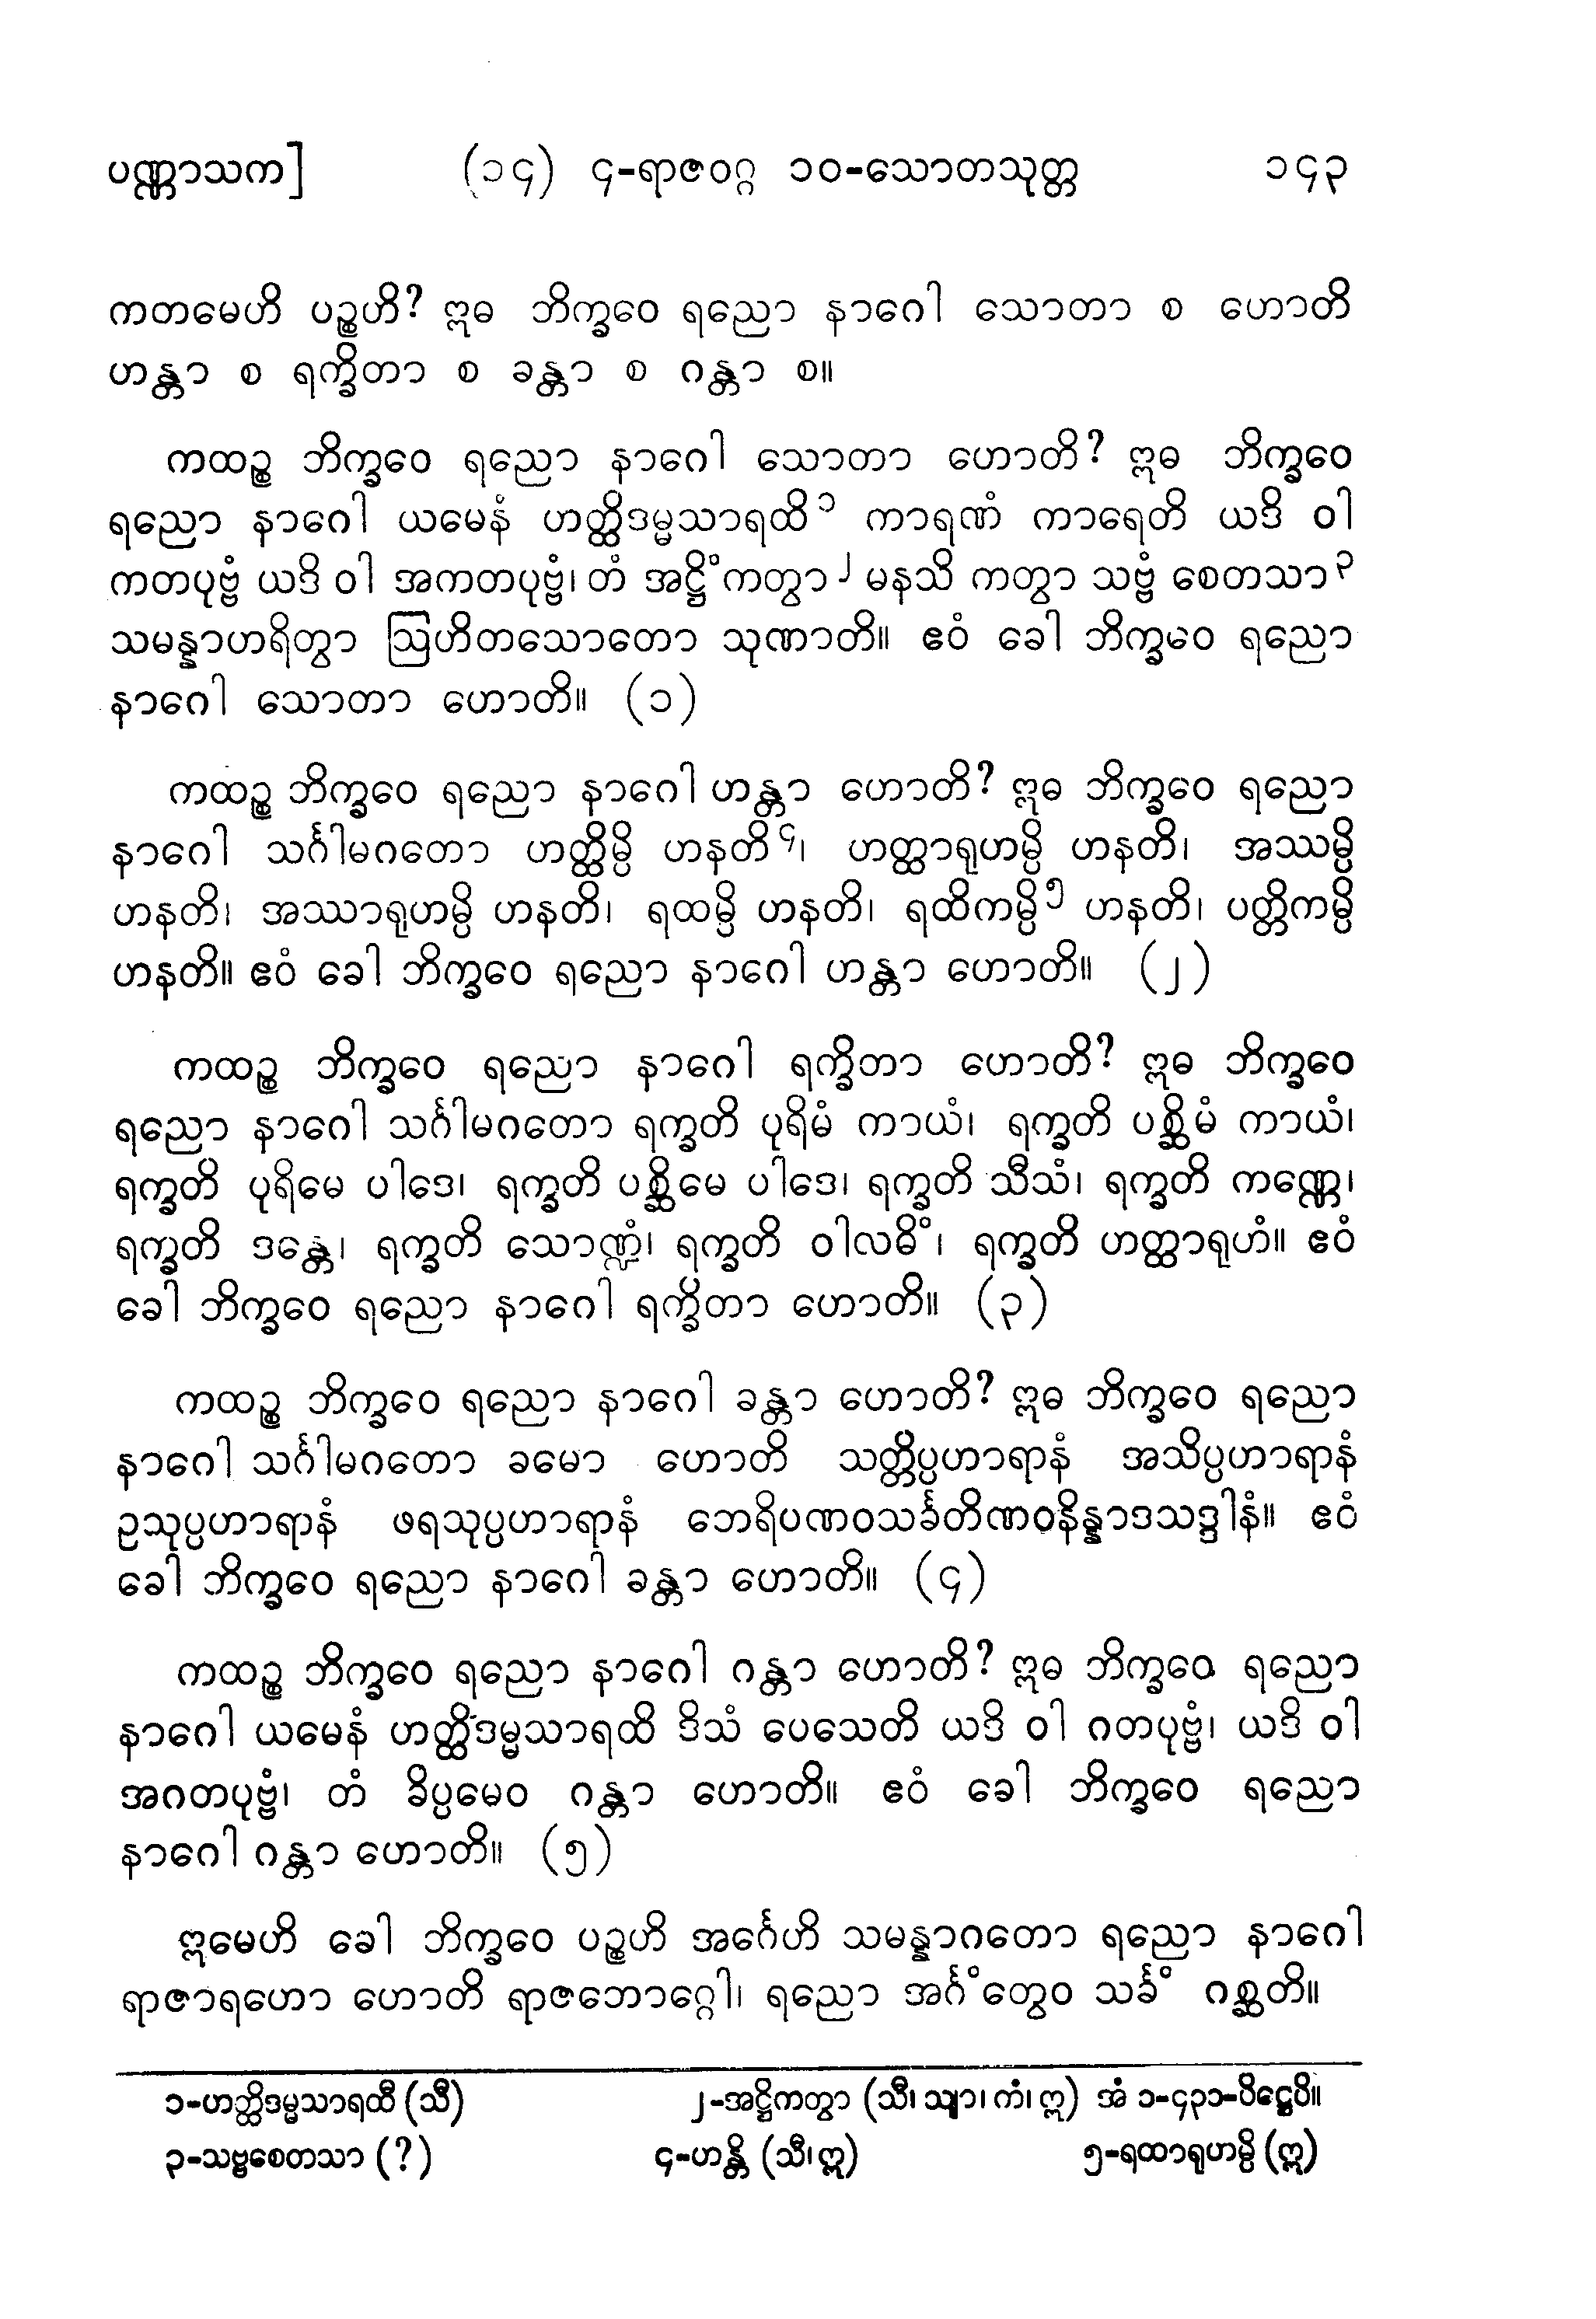 ပဏ္ဏာသက] (၁၄) ၄-ရာဇဝဂ္ဂ ၁၀-သောတသုတ္တ ၁၄၃
ကတမေဟိ ပဉ္စဟိ? ဣဓ ဘိက္ခဝေ ရညော နာဂေါ သောတာ စ ဟောတိ
ဟန္တာ စ ရက္ခိတာ စ ခန္တာ စ ဂန္တာ စ။
ကထဉ္စ ဘိက္ခဝေ ရညော နာဂေါ သောတာ ဟောတိ? ဣဓ ဘိက္ခဝေ
ရညော နာဂေါ ယမေနံ ဟတ္ထိဒမ္မသာရထိ၁ ကာရဏံ ကာရေတိ ယဒိ ဝါ
ကတပုဗ္ဗံ ယဒိ ဝါ အကတပုဗ္ဗံ၊ တံ အဋ္ဌိံကတွာ၂ မနသိ ကတွာ သဗ္ဗံ စေတသာ၃
သမန္နာဟရိတွာ ဩဟိတသောတော သုဏာတိ။ ဧဝံ ခေါ ဘိက္ခဝေ ရညော
နာဂေါ သောတာ ဟောတိ။ (၁)
ကထဉ္စ ဘိက္ခဝေ ရညော နာဂေါ ဟန္တာ ဟောတိ? ဣဓ ဘိက္ခဝေ ရညော
နာဂေါ သင်္ဂါမဂတော ဟတ္ထိမ္ပိ ဟနတိ၄၊ ဟတ္ထာရုဟမ္ပိ ဟနတိ၊ အဿမ္ပိ
ဟနတိ၊ အဿာရုဟမ္ပိ ဟနတိ၊ ရထမ္ပိ ဟနတိ၊ ရထိကမ္ပိ၅ ဟနတိ၊ ပတ္တိကမ္ပိ
ဟနတိ။ ဧဝံ ခေါ ဘိက္ခဝေ ရညော နာဂေါ ဟန္တာ ဟောတိ။ (၂)
ကထဉ္စ ဘိက္ခဝေ ရညော နာဂေါ ရက္ခိတာ ဟောတိ? ဣဓ ဘိက္ခဝေ
ရညော နာဂေါ သင်္ဂါမဂတော ရက္ခတိ ပုရိမံ ကာယံ၊ ရက္ခတိ ပစ္ဆိမံ ကာယံ၊
ရက္ခတိ ပုရိမေ ပါဒေ၊ ရက္ခတိ ပစ္ဆိမေ ပါဒေ၊ ရက္ခတိ သီသံ၊ ရက္ခတိ ကဏ္ဏေ၊
ရက္ခတိ ဒန္တေ၊ ရက္ခတိ သောဏ္ဍံ၊ ရက္ခတိ ဝါလဓိံ၊ ရက္ခတိ ဟတ္ထာရုဟံ။ ဧဝံ
ခေါ ဘိက္ခဝေ ရညော နာဂေါ ရက္ခိတာ ဟောတိ။ (၃)
ကထဉ္စ ဘိက္ခဝေ ရညော နာဂေါ ခန္တာ ဟောတိ? ဣဓ ဘိက္ခဝေ ရညော
နာဂေါ သင်္ဂါမဂတော ခမော ဟောတိ သတ္တိပ္ပဟာရာနံ အသိပ္ပဟာရာနံ
ဥသုပ္ပဟာရာနံ ဖရသုပ္ပဟာရာနံ ဘေရိပဏဝသင်္ခတိဏဝနိန္နာဒသဒ္ဒါနံ။ ဧဝံ
ခေါ ဘိက္ခဝေ ရညော နာဂေါ ခန္တာ ဟောတိ။ (၄)
ကထဉ္စ ဘိက္ခဝေ ရညော နာဂေါ ဂန္တာ ဟောတိ? ဣဓ ဘိက္ခဝေ ရညော
နာဂေါ ယမေနံ ဟတ္ထိဒမ္မသာရထိ ဒိသံ ပေသေတိ ယဒိ ဝါ ဂတပုဗ္ဗံ၊ ယဒိ ဝါ
အဂတပုဗ္ဗံ၊ တံ ခိပ္ပမေဝ ဂန္တာ ဟောတိ။ ဧဝံ ခေါ ဘိက္ခဝေ ရညော
နာဂေါ ဂန္တာ ဟောတိ။ (၅)
ဣမေဟိ ခေါ ဘိက္ခဝေ ပဉ္စဟိ အင်္ဂေဟိ သမန္နာဂတော ရညော နာဂေါ
ရာဇာရဟော ဟောတိ ရာဇဘောဂ္ဂေါ၊ ရညော အင်္ဂံတွေဝ သင်္ခံ ဂစ္ဆတိ။
၁-ဟတ္ထိဒမ္မသာရထီ (သီ) ၂-အဋ္ဌိကတွာ (သီ၊ သျာ၊ ကံ၊ ဣ) အံ ၁-၄၃၁-ပိဋ္ဌေပိ။
၃-သဗ္ဗစေတသာ (?) ၄-ဟန္တိ (သီ၊ ဣ) ၅-ရထာရုဟမ္ပိ (ဣ)